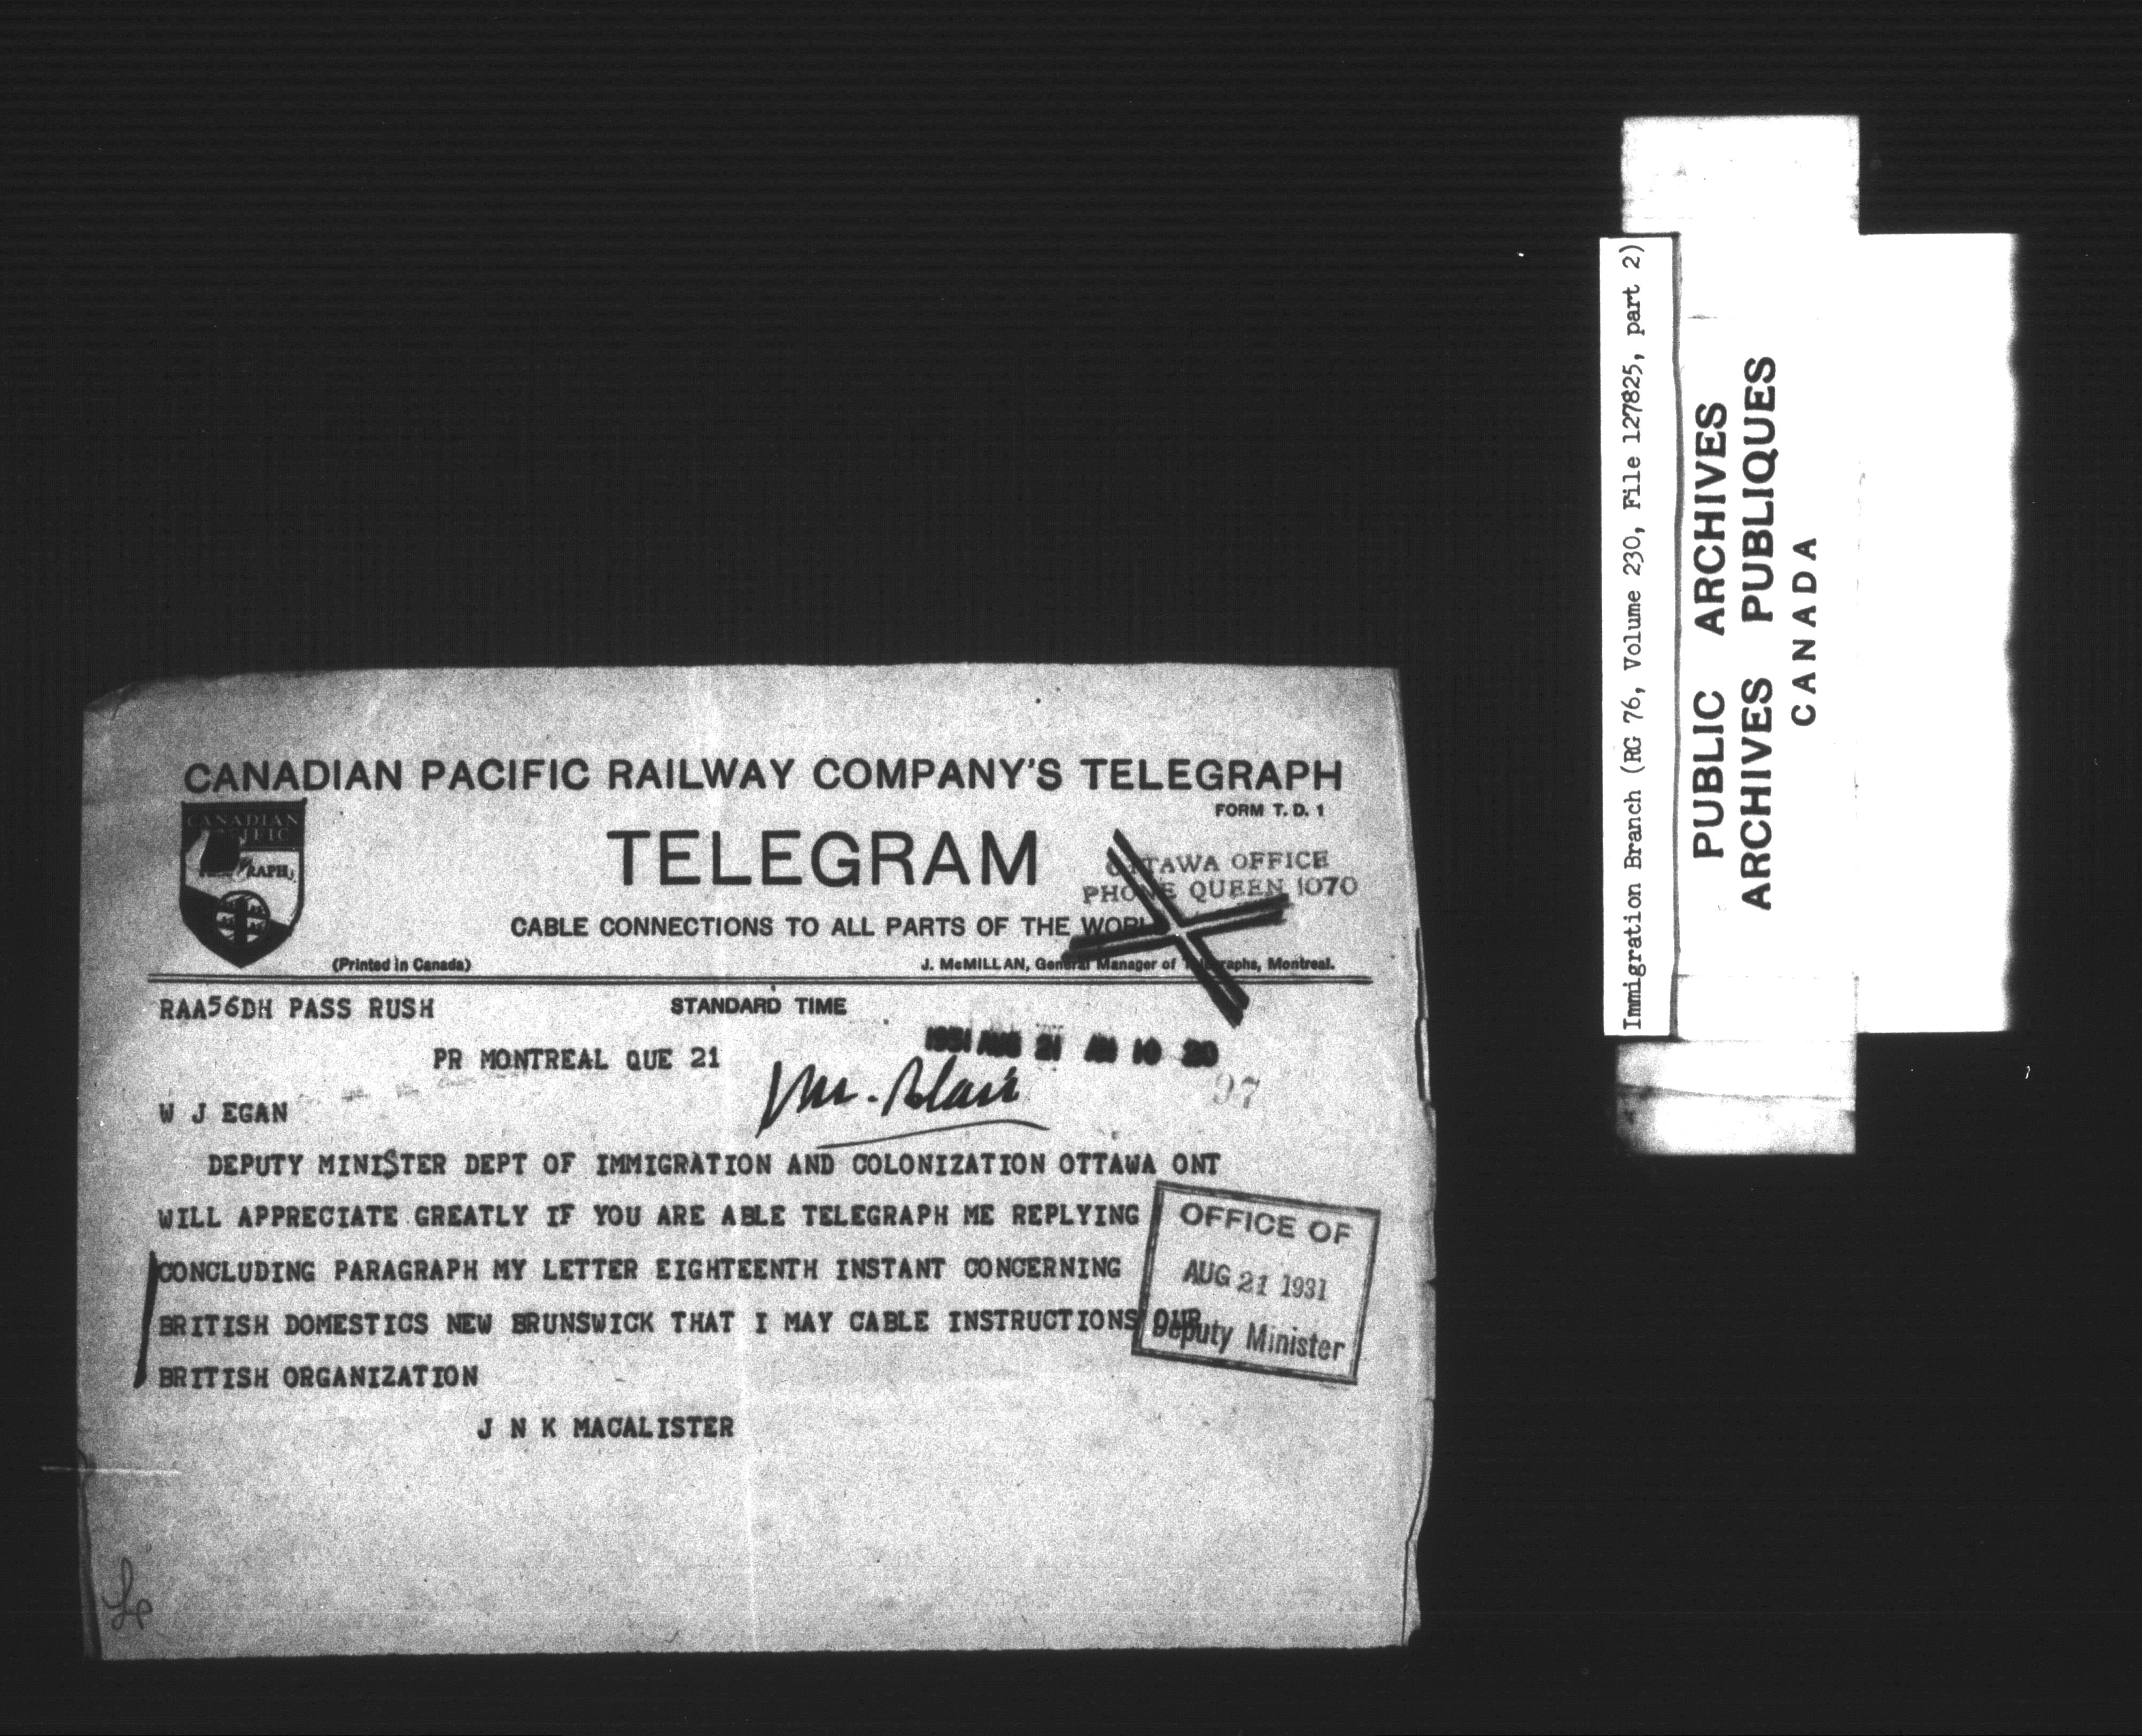 CANADIAN PACIFIC RAILWAY COMPANY'S TELEGRAPH
FORM T. D. 1
CANADIAN
TELEGRAM
OTTAWA OFFICE
PHONE QUEEN 1070
CABLE CONNECTIONS TO ALL PARTS OF THE WORLD
(Printed in Canada)
J. McMILLAN, General Manager of Telegraphs, Montreal.
RAA56DH PASS RUSH
STANDARD TIME
1931 AUG 21 AM 10 20
PR MONTREAL QUE 21
Mr. Blair
97
W J EGAN
DEPUTY MINISTER DEPT OF IMMIGRATION AND COLONIZATION OTTAWA ONT
WILL APPRECIATE GREATLY IF YOU ARE ABLE TELEGRAPH ME REPLYING
CONCLUDING PARAGRAPH MY LETTER EIGHTEENTH INSTANT CONCERNING
BRITISH DOMESTICS NEW BRUNSWICK THAT I MAY CABLE INSTRUCTIONS OUR
BRITISH ORGANIZATION
J N K MACALISTER
OFFICE OF
AUG 21 1931
Deputy Minister
Immigration Branch (RG 76, Volume 230, File 127825, part 2)
PUBLIC ARCHIVES
ARCHIVES PUBLIQUES
CANADA